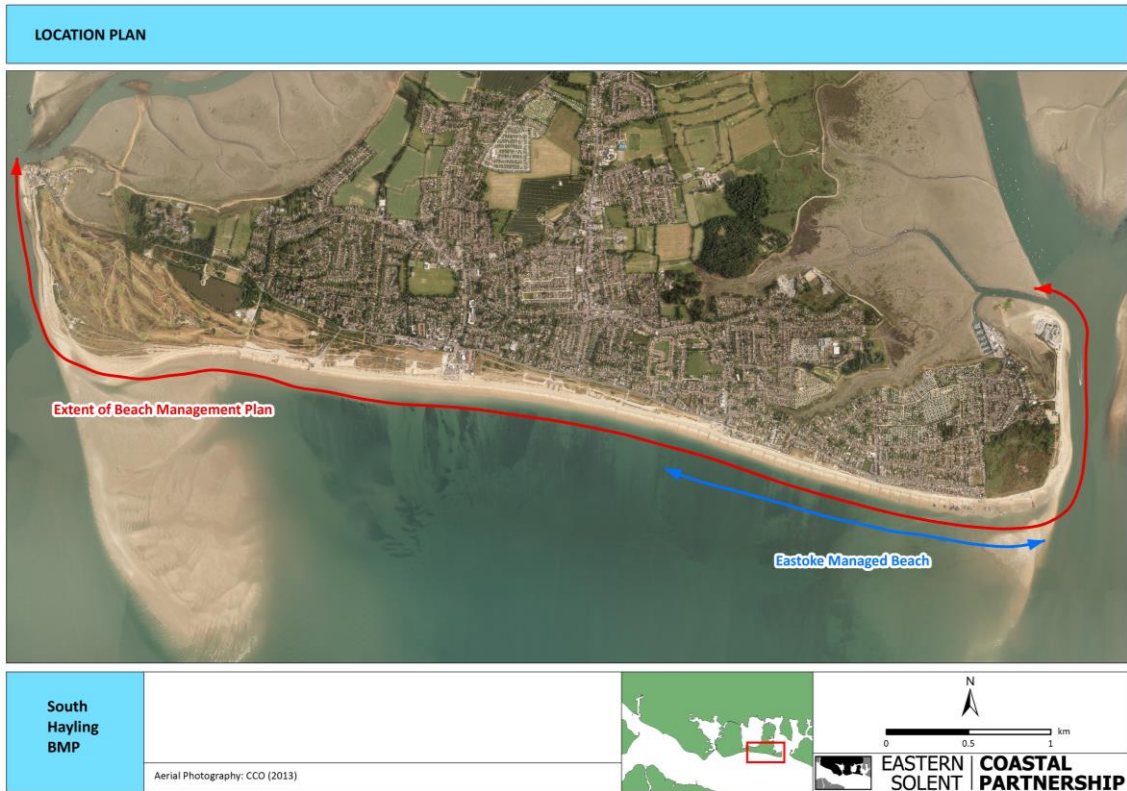 LOCATION PLAN
Extent of Beach Management Plan
Eastoke Managed Beach
South
Hayling
BMP
Aerial Photography: CCO (2013)
N
km
0 0.5 1
EASTERN
SOLENT
COASTAL
PARTNERSHIP